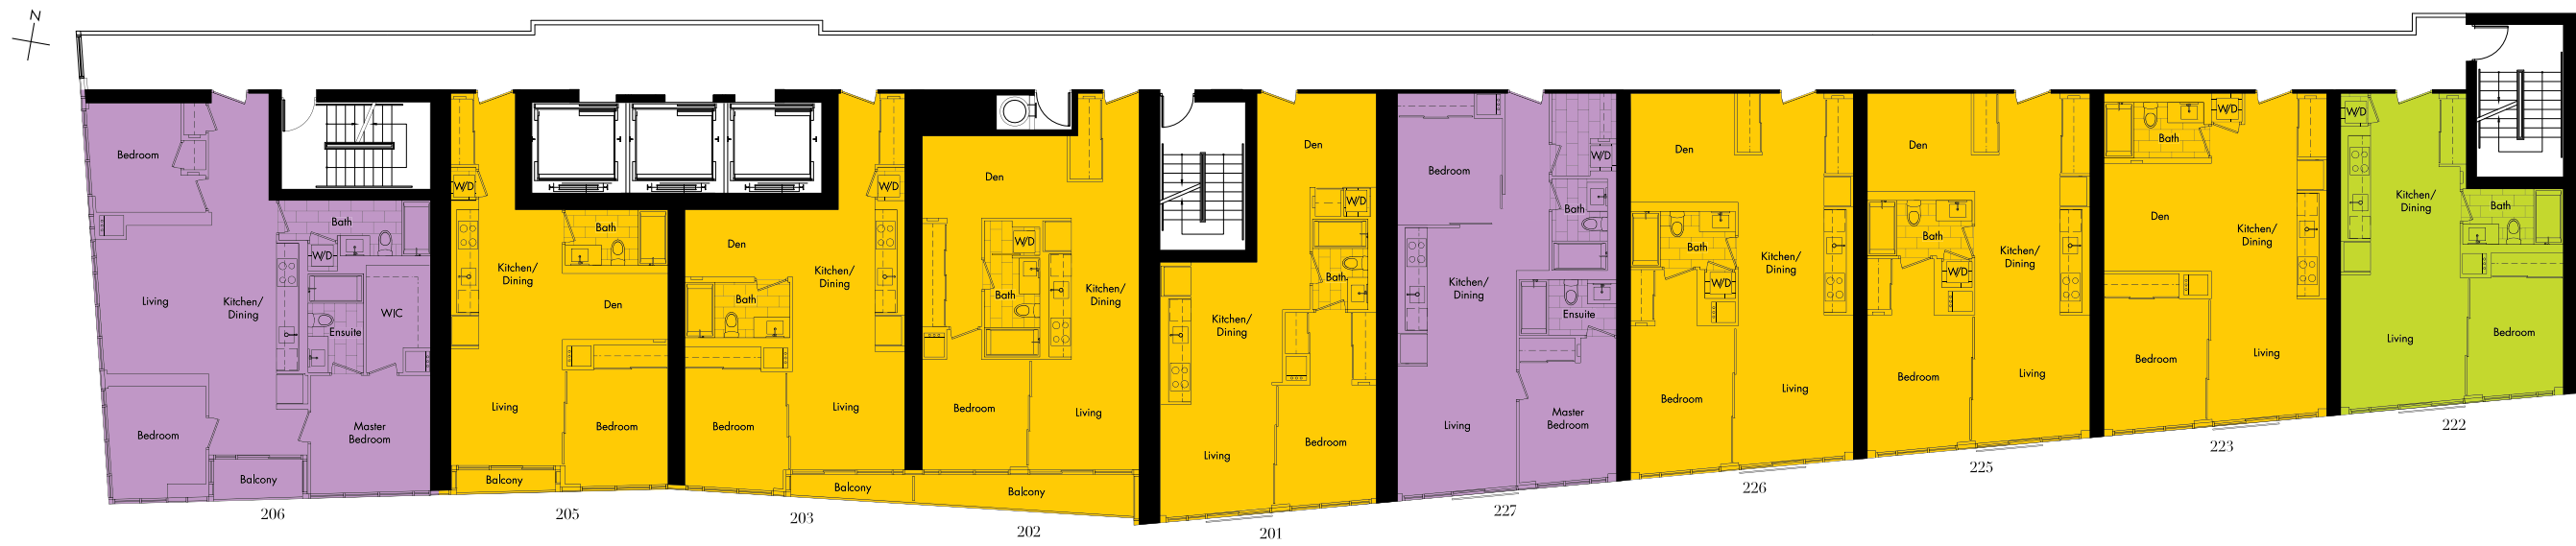 N
Bedroom
Living
Kitchen/
Dining
Bath
W/D
Ensuite
WIC
Bedroom
Master
Bedroom
Balcony
206
W/D
Kitchen/
Dining
Bath
Den
Living
Bedroom
Balcony
205
W/D
Den
Kitchen/
Dining
Bath
Bedroom
Living
Balcony
203
Den
W/D
Bath
Kitchen/
Dining
Bedroom
Living
Balcony
202
Den
W/D
Bath
Kitchen/
Dining
Living
Bedroom
201
Bedroom
W/D
Bath
Kitchen/
Dining
Ensuite
Living
Master
Bedroom
227
Den
Bath
Kitchen/
Dining
W/D
Bedroom
Living
226
Den
Bath
Kitchen/
Dining
W/D
Bedroom
Living
225
W/D
Bath
Den
Kitchen/
Dining
Bedroom
Living
223
W/D
Kitchen/
Dining
Bath
Living
Bedroom
222